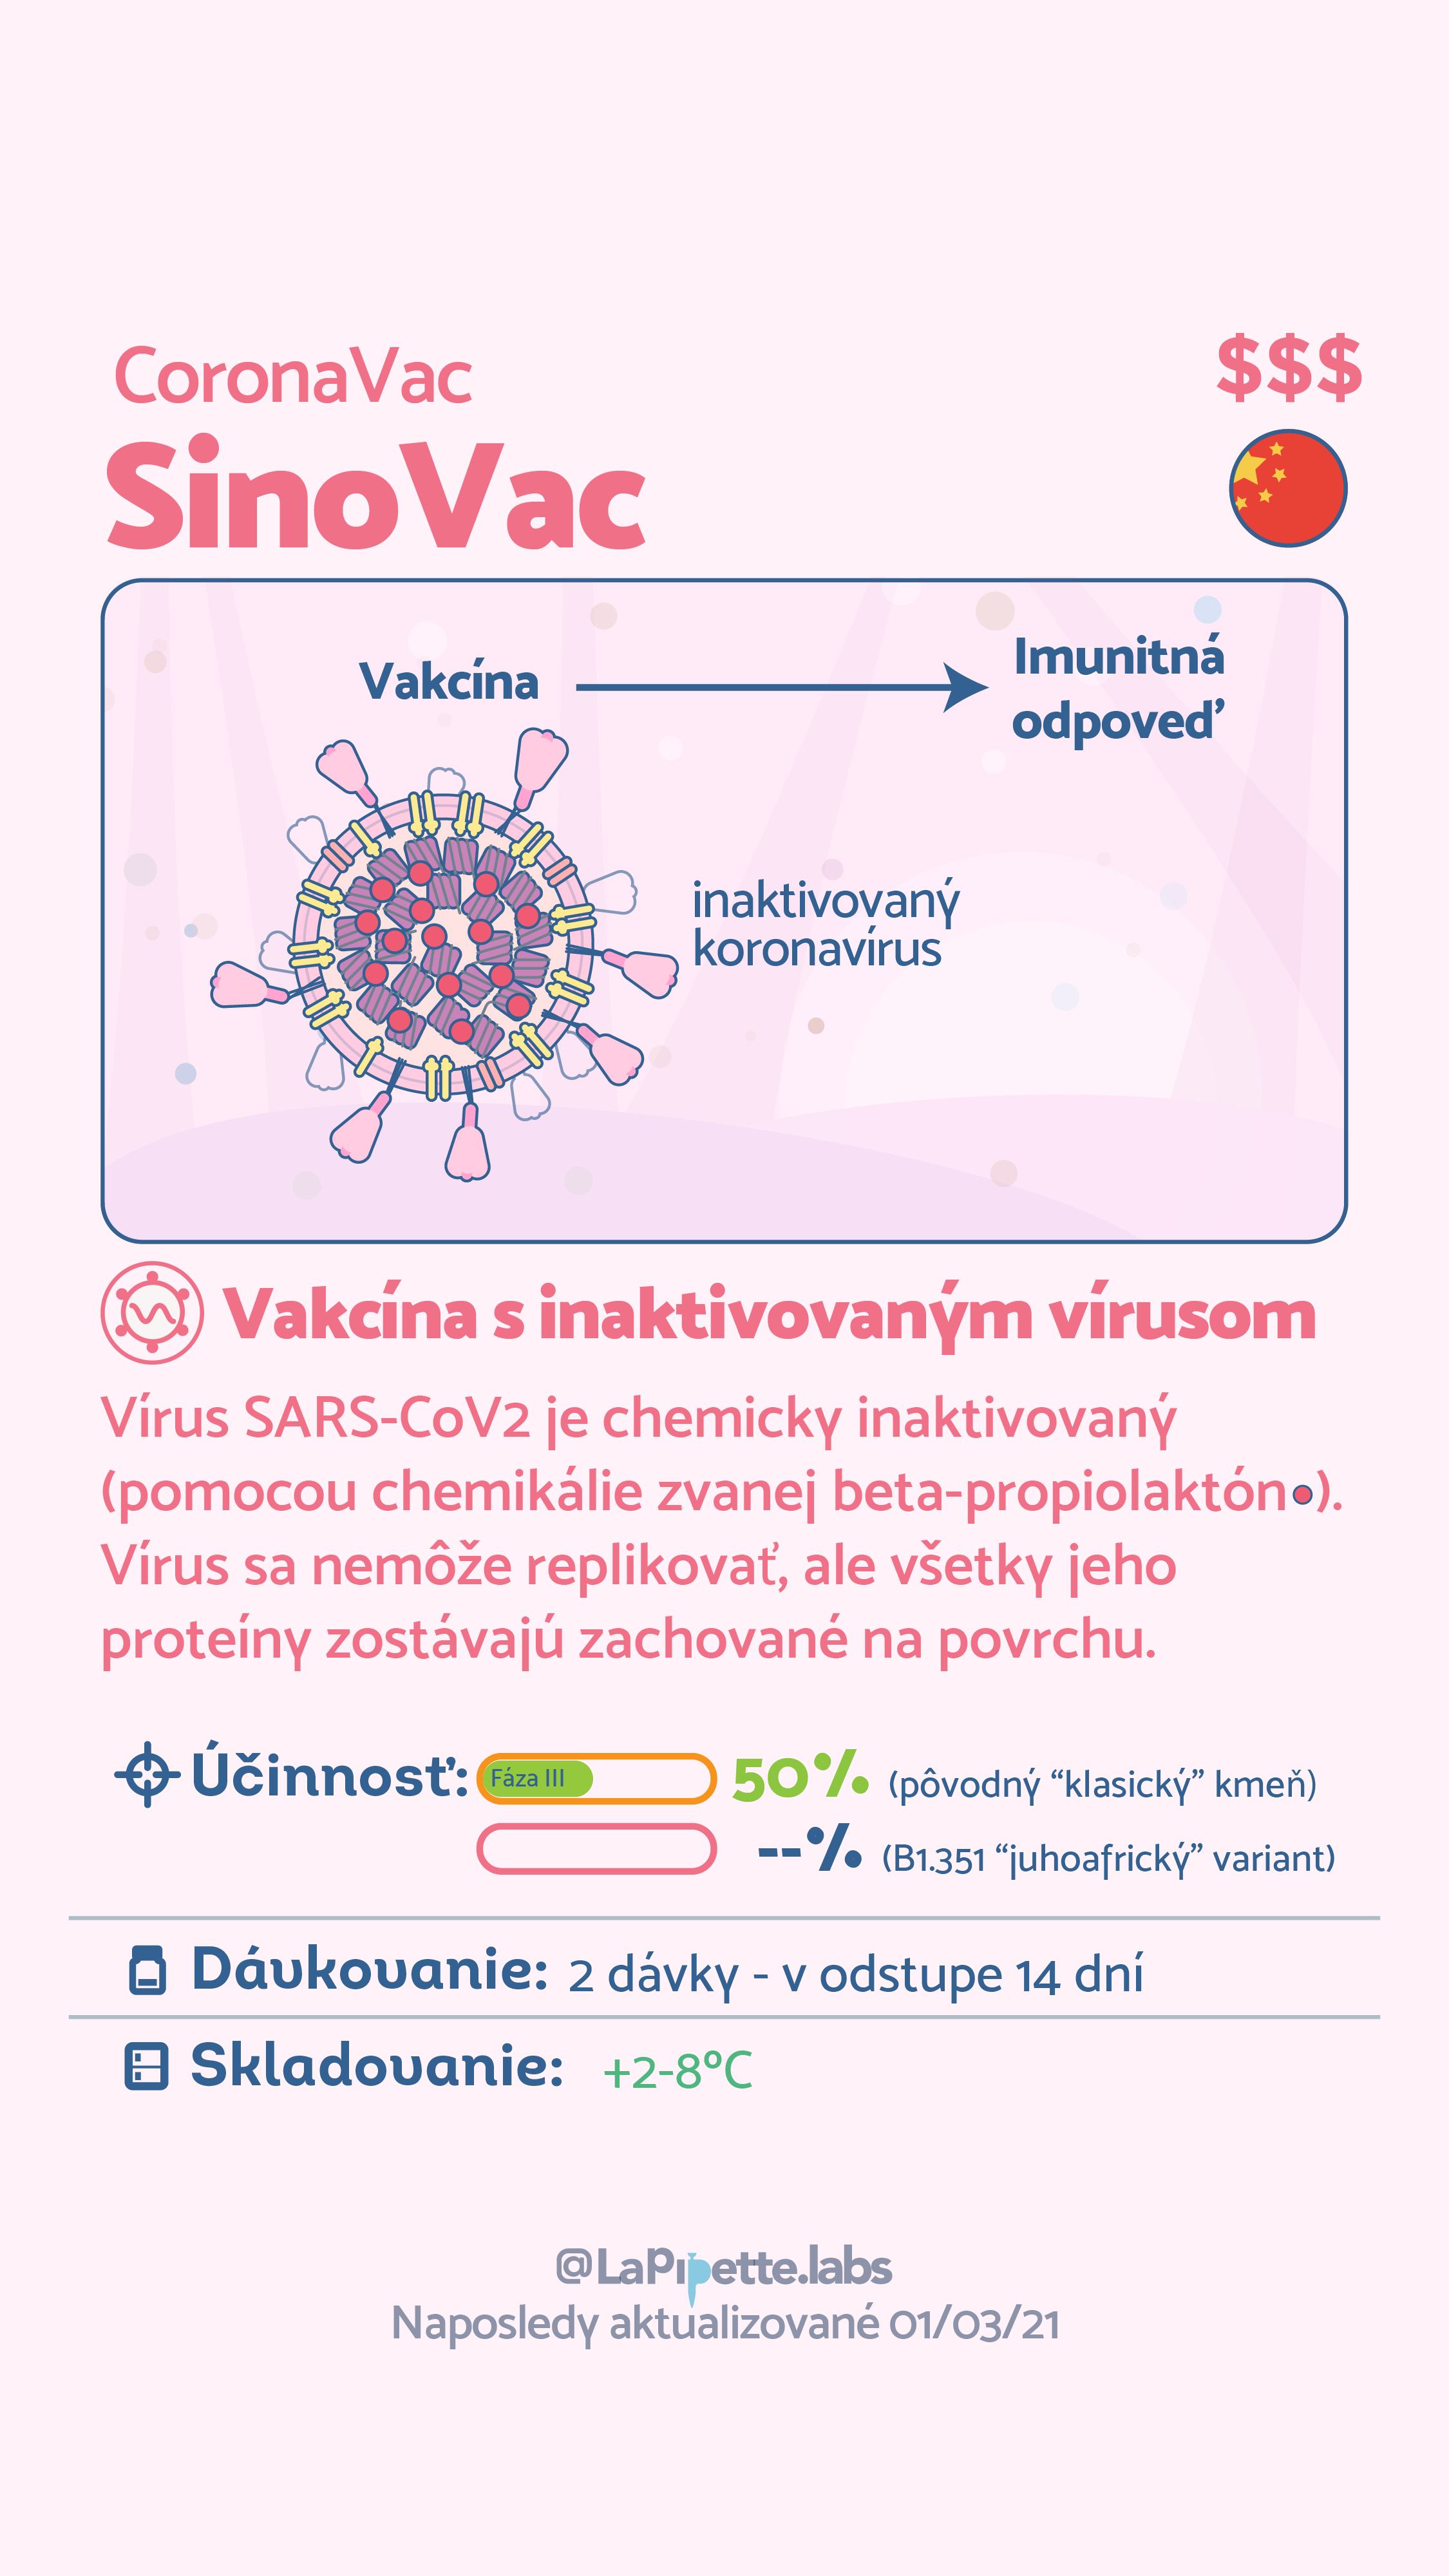 CoronaVac
$$$
SinoVac
Vakcína
Imunitná
odpoveď
inaktivovaný
koronavírus
Vakcína s inaktivovaným vírusom
Vírus SARS-CoV2 je chemicky inaktivovaný
(pomocou chemikálie zvanej beta-propiolaktón ).
Vírus sa nemôže replikovať, ale všetky jeho
proteíny zostávajú zachované na povrchu.
Účinnosť: Fáza III 50% (pôvodný “klasický” kmeň)
--% (B1.351 “juhoafrický” variant)
Dávkovanie: 2 dávky - v odstupe 14 dní
Skladovanie: +2-8ºC
@LaPipette.labs
Naposledy aktualizované 01/03/21